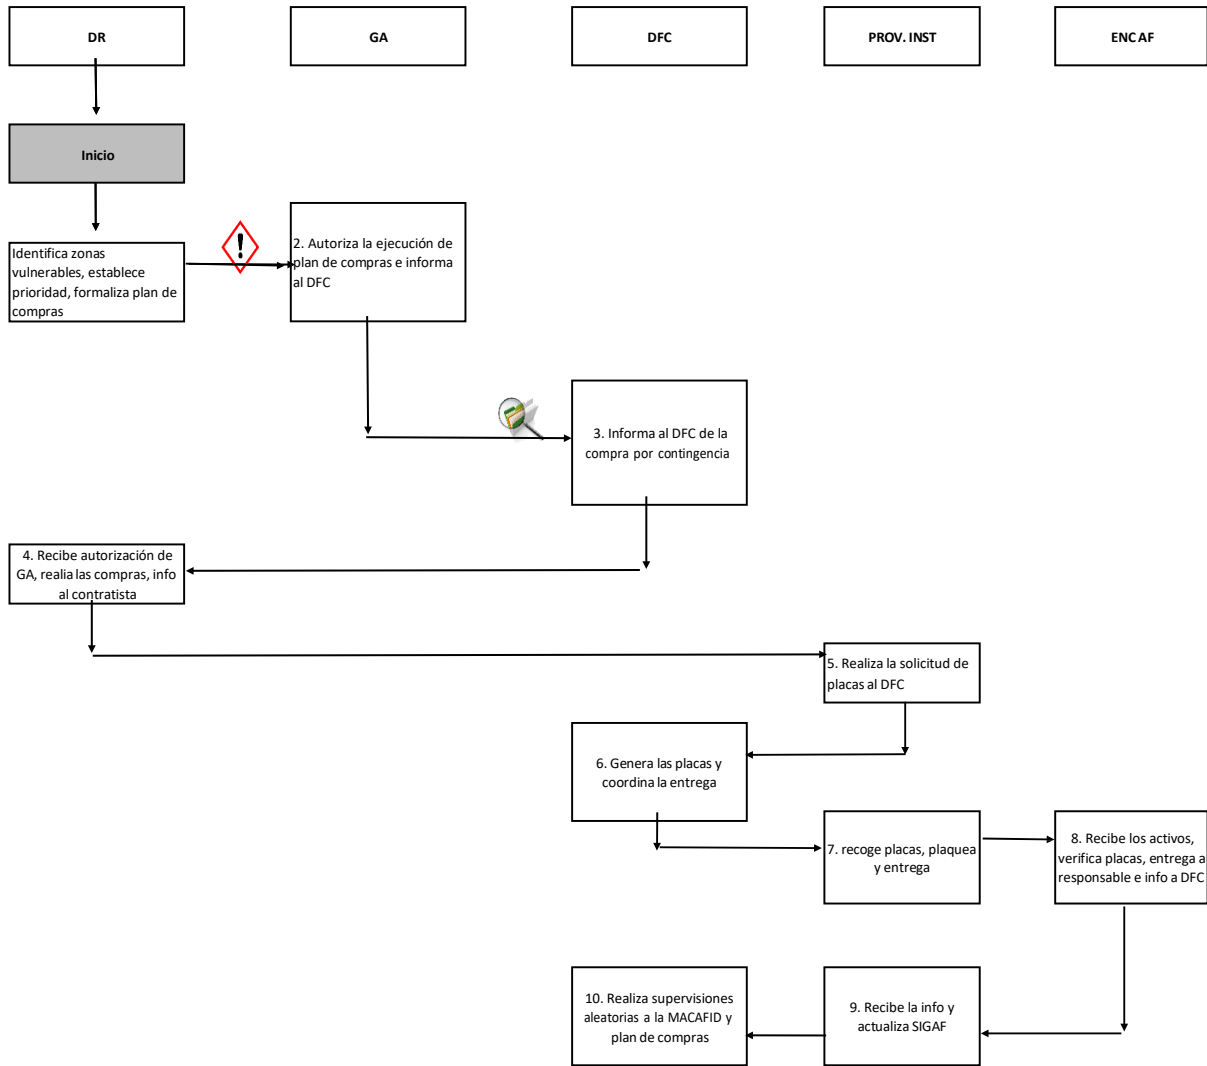 DR
GA
DFC
PROV. INST
ENC AF
Inicio
Identifica zonas
vulnerables, establece
prioridad, formaliza plan de
compras
!
2. Autoriza la ejecución de
plan de compras e informa
al DFC
3. Informa al DFC de la
compra por contingencia
4. Recibe autorización de
GA, realia las compras, info
al contratista
5. Realiza la solicitud de
placas al DFC
6. Genera las placas y
coordina la entrega
7. recoge placas, plaquea
y entrega
8. Recibe los activos,
verifica placas, entrega a
responsable e info a DFC
9. Recibe la info y
actualiza SIGAF
10. Realiza supervisiones
aleatorias a la MACAFID y
plan de compras